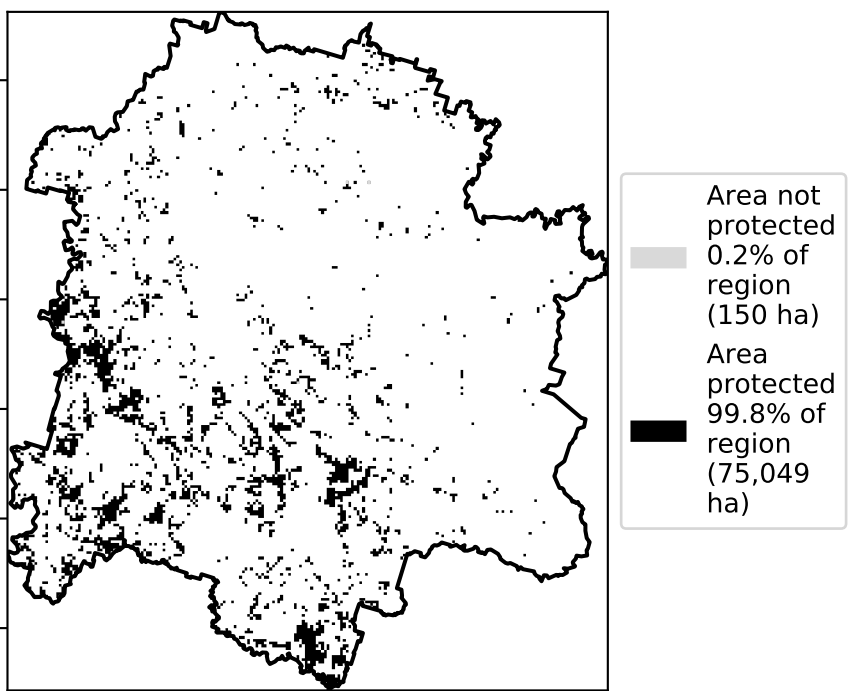 Area not
protected
0.2% of
region
(150 ha)
Area
protected
99.8% of
region
(75,049
ha)